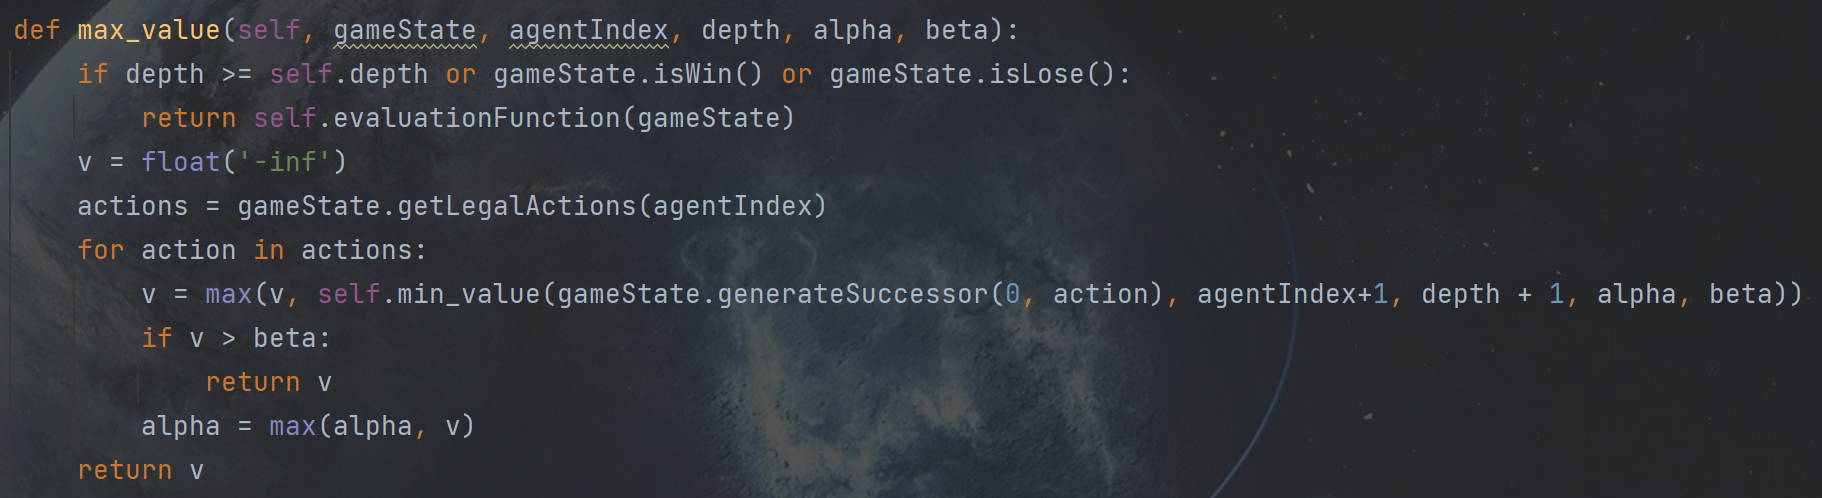 def max_value(self, gameState, agentIndex, depth, alpha, beta):
    if depth >= self.depth or gameState.isWin() or gameState.isLose():
        return self.evaluationFunction(gameState)
    v = float('-inf')
    actions = gameState.getLegalActions(agentIndex)
    for action in actions:
        v = max(v, self.min_value(gameState.generateSuccessor(0, action), agentIndex+1, depth + 1, alpha, beta))
        if v > beta:
            return v
        alpha = max(alpha, v)
    return v